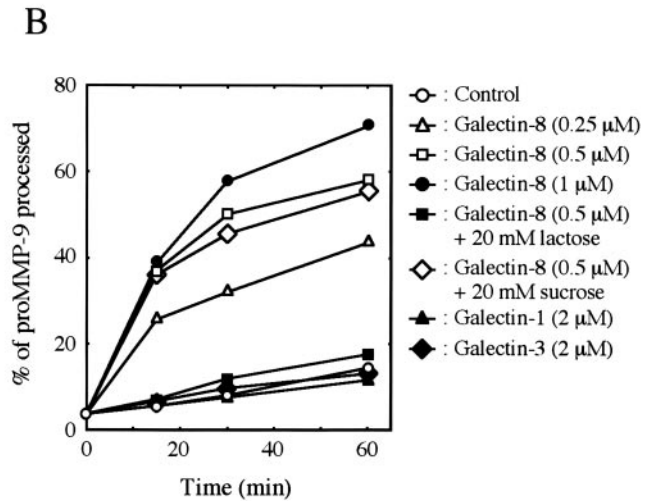 B
80
60
40
20
0
% of proMMP-9 processed
0 20 40 60
Time (min)
: Control
: Galectin-8 (0.25 μM)
: Galectin-8 (0.5 μM)
: Galectin-8 (1 μM)
: Galectin-8 (0.5 μM)
+ 20 mM lactose
: Galectin-8 (0.5 μM)
+ 20 mM sucrose
: Galectin-1 (2 μM)
: Galectin-3 (2 μM)